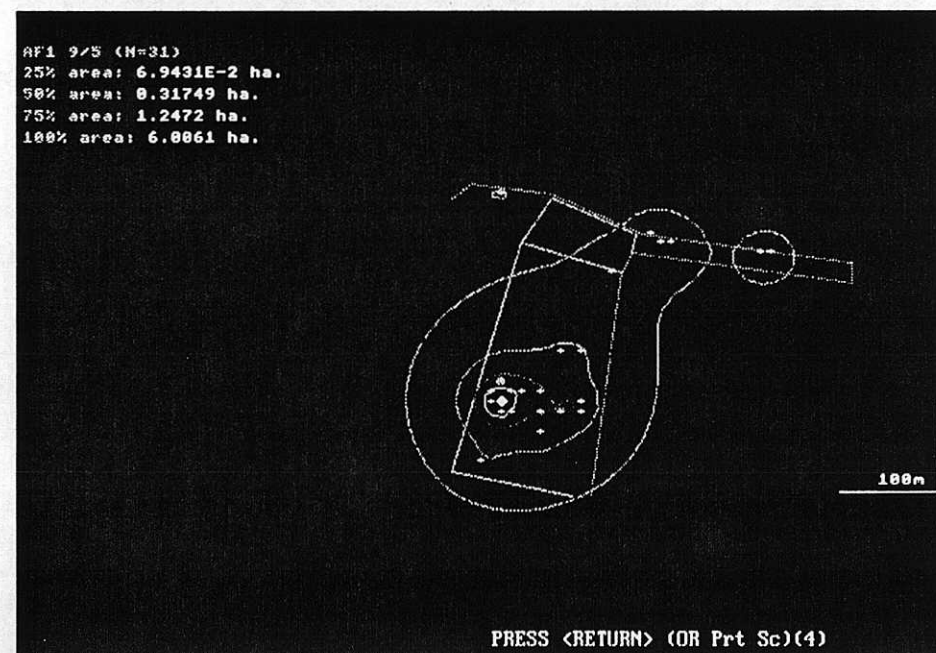 AF1 9/5 (N=31)
25% area: 6.9431E-2 ha.
50% area: 0.31749 ha.
75% area: 1.2472 ha.
100% area: 6.0061 ha.
100m
PRESS <RETURN> (OR Prt Sc)(4)